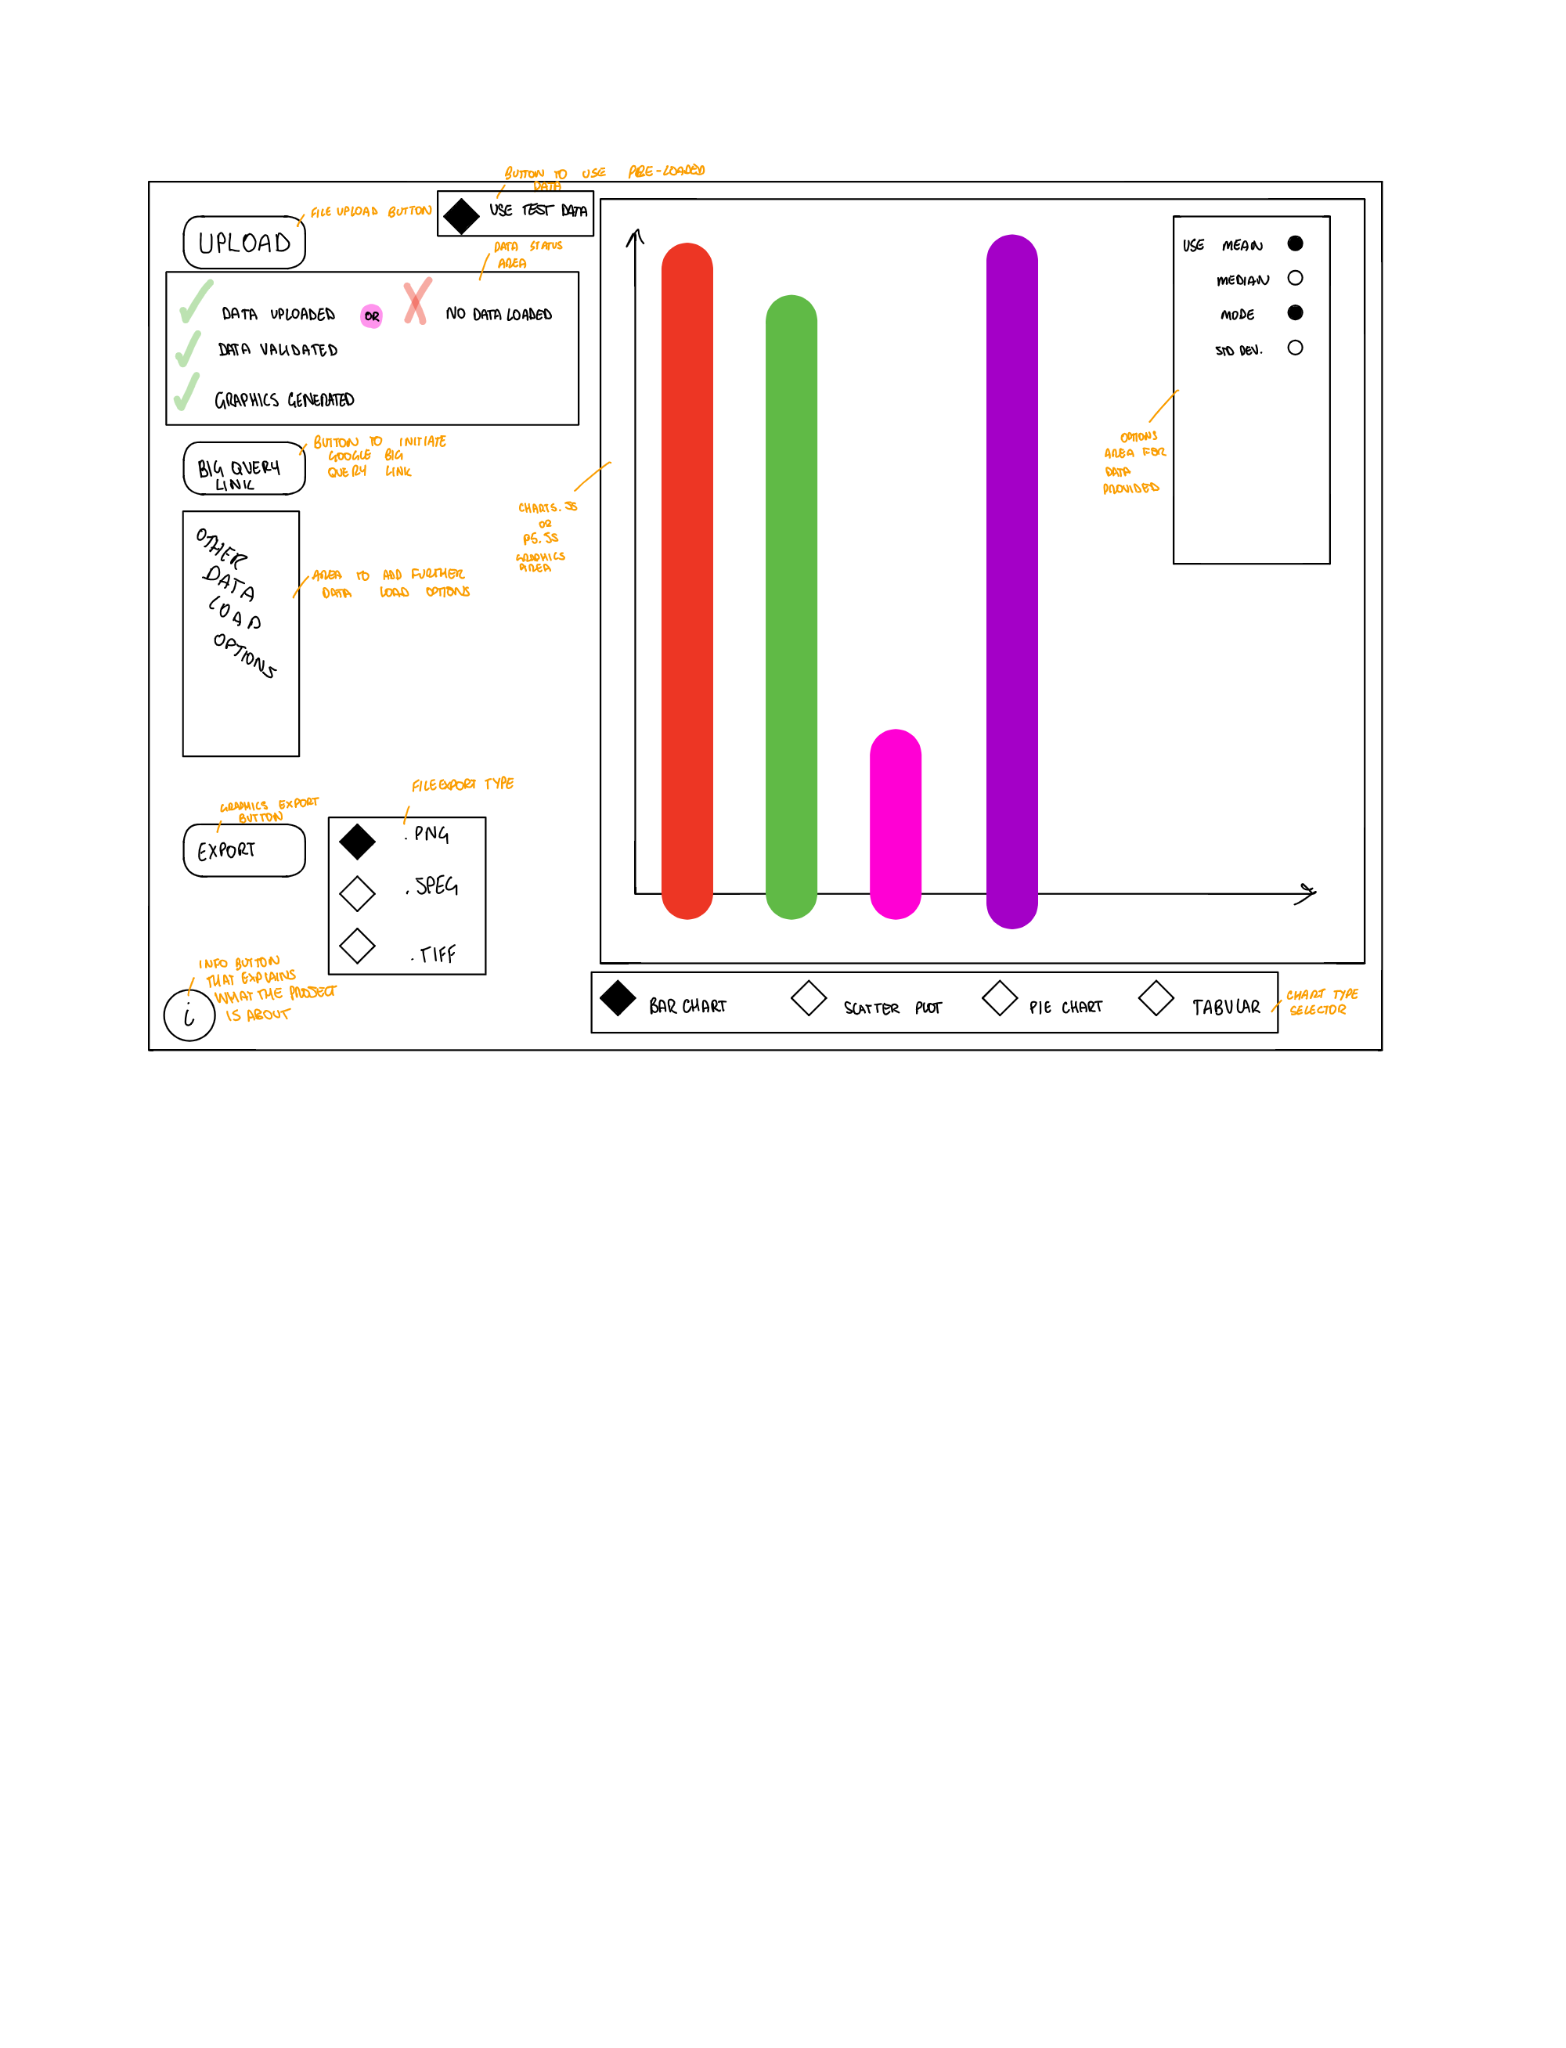 BUTTON TO USE PRE-LOADED
DATA
FILE UPLOAD BUTTON
USE TEST DATA
UPLOAD
DATA STATUS
AREA
DATA UPLOADED OR X NO DATA LOADED
DATA VALIDATED
GRAPHICS GENERATED
BUTTON TO INITIATE
GOOGLE BIG
QUERY LINK
BIG QUERY
LINK
OTHER
DATA
LOAD
OPTIONS
AREA TO ADD FURTHER
DATA LOAD OPTIONS
CHARTS.JS
OR
P5.JS
GRAPHICS
AREA
USE MEAN
MEDIAN
MODE
STD DEV.
OPTIONS
AREA FOR
DATA
PROVIDED
FILE EXPORT TYPE
GRAPHICS EXPORT
BUTTON
EXPORT
.PNG
.JPEG
.TIFF
INFO BUTTON
THAT EXPLAINS
WHAT THE PROJECT
IS ABOUT
i
BAR CHART
SCATTER PLOT
PIE CHART
TABULAR
CHART TYPE
SELECTOR